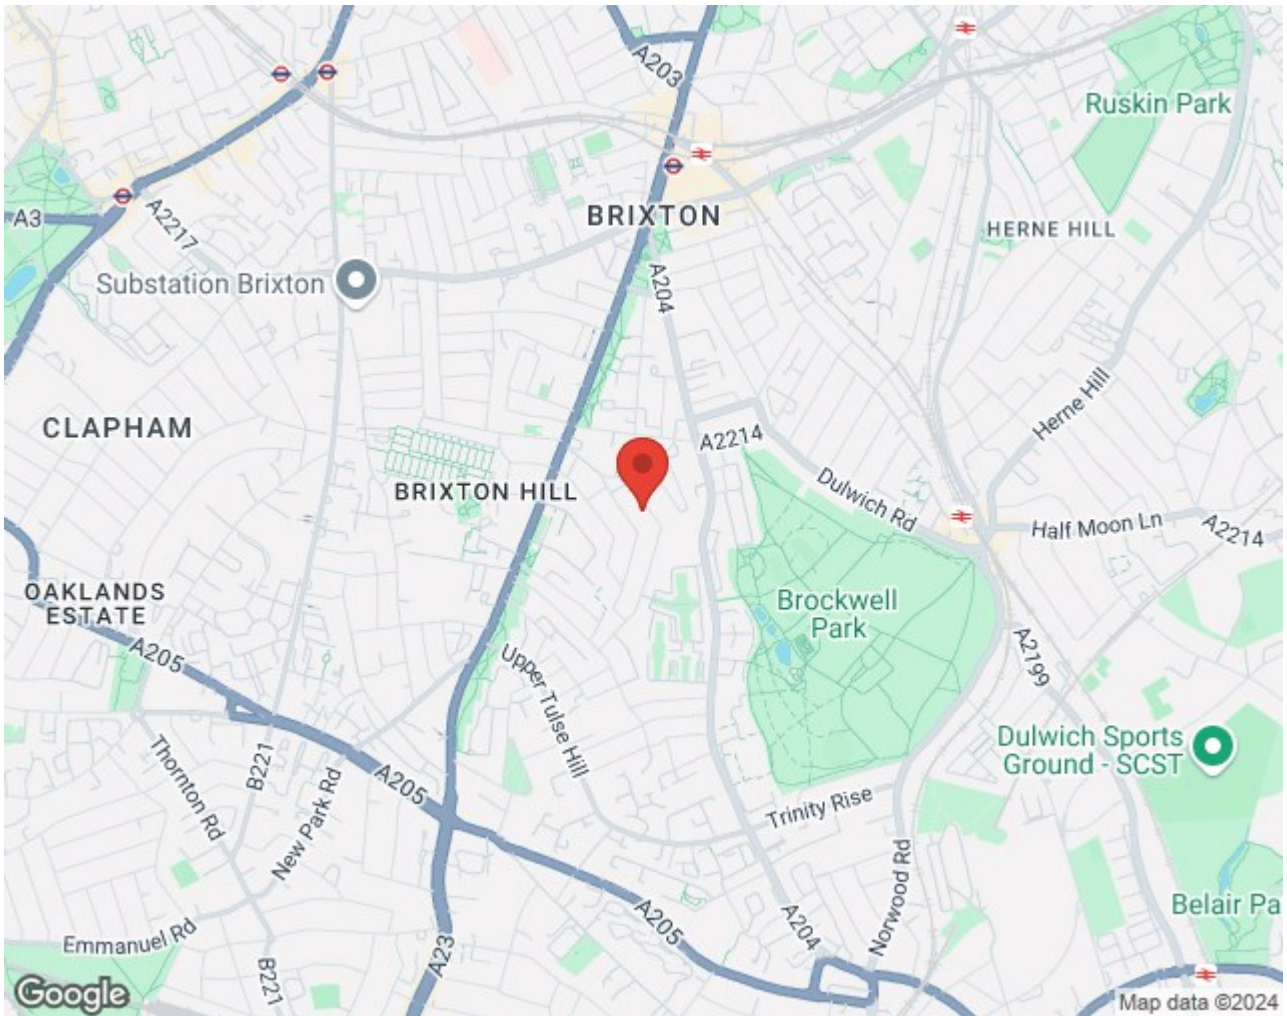 A203
Ruskin Park
A3
A2217
BRIXTON
HERNE HILL
Substation Brixton
A204
Herne Hill
CLAPHAM
A2214
BRIXTON HILL
Dulwich Rd
Half Moon Ln
A2214
OAKLANDS
ESTATE
Brockwell
Park
A205
Upper Tulse Hill
A2199
Dulwich Sports
Ground - SCST
Thornton Rd
B221
New Park Rd
A205
Trinity Rise
Norwood Rd
Belair Pa
Emmanuel Rd
A23
A205
A204
B221
Google
Map data ©2024